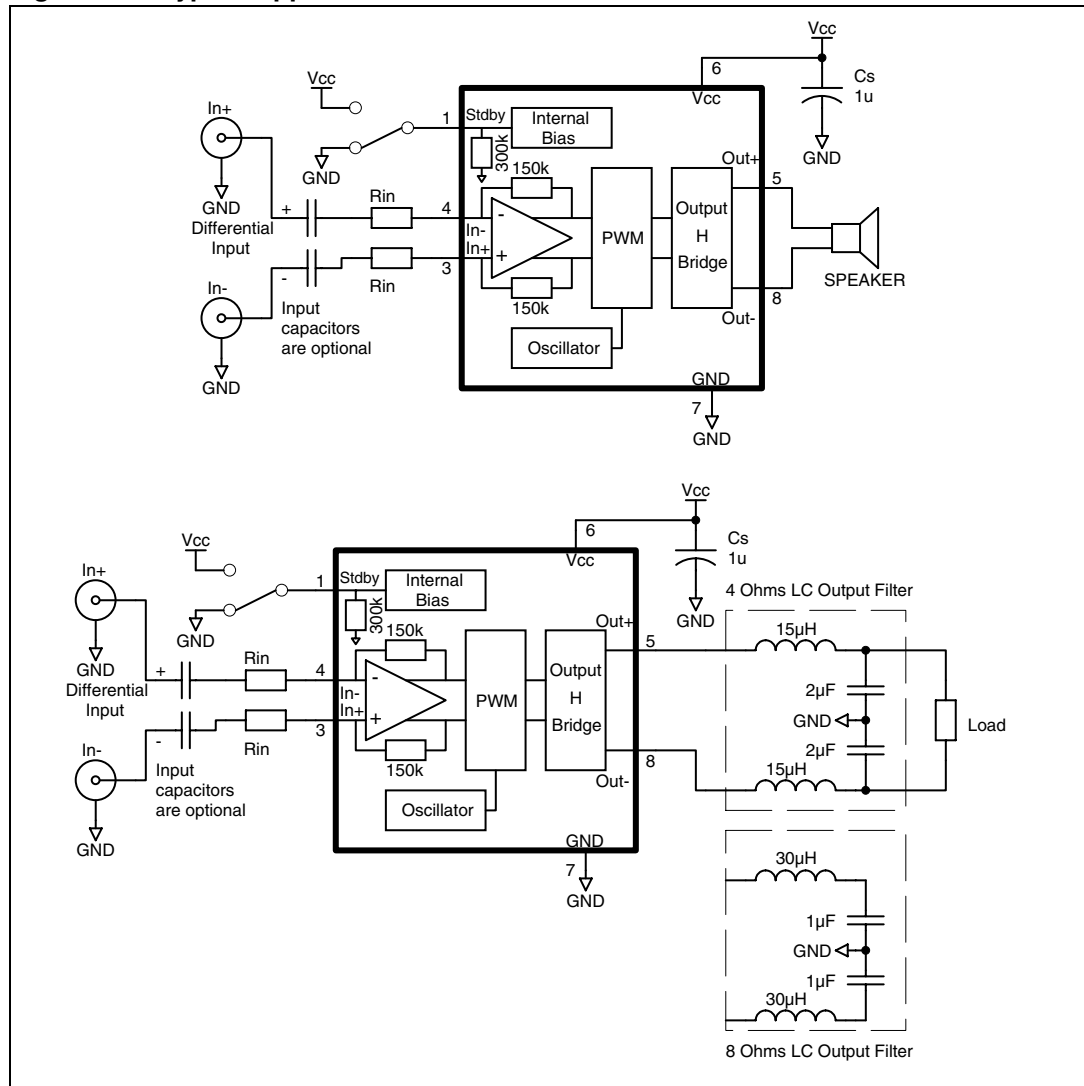 Vcc
6
Vcc
Cs
1u
GND
Vcc
In+
1
Stdby
Internal
Bias
300k
GND
GND
Differential
Input
+
Rin
4
-
In-
In+
+
3
150k
150k
PWM
Output
H
Bridge
Out+
5
SPEAKER
8
Out-
In-
-
Rin
Input
capacitors
are optional
Oscillator
GND
GND
7
GND
Vcc
6
Vcc
Cs
1u
GND
Vcc
In+
1
Stdby
Internal
Bias
300k
GND
GND
Differential
Input
+
Rin
4
-
In-
In+
+
3
150k
150k
PWM
Output
H
Bridge
Out+
5
8
Out-
In-
-
Rin
Input
capacitors
are optional
Oscillator
GND
GND
7
GND
4 Ohms LC Output Filter
15µH
2µF
GND
2µF
15µH
Load
30µH
1µF
GND
1µF
30µH
8 Ohms LC Output Filter